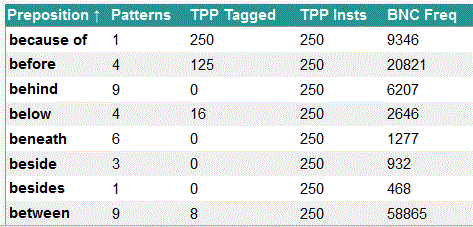 Preposition ↑ Patterns TPP Tagged TPP Insts BNC Freq
because of 1 250 250 9346
before 4 125 250 20821
behind 9 0 250 6207
below 4 16 250 2646
beneath 6 0 250 1277
beside 3 0 250 932
besides 1 0 250 468
between 9 8 250 58865